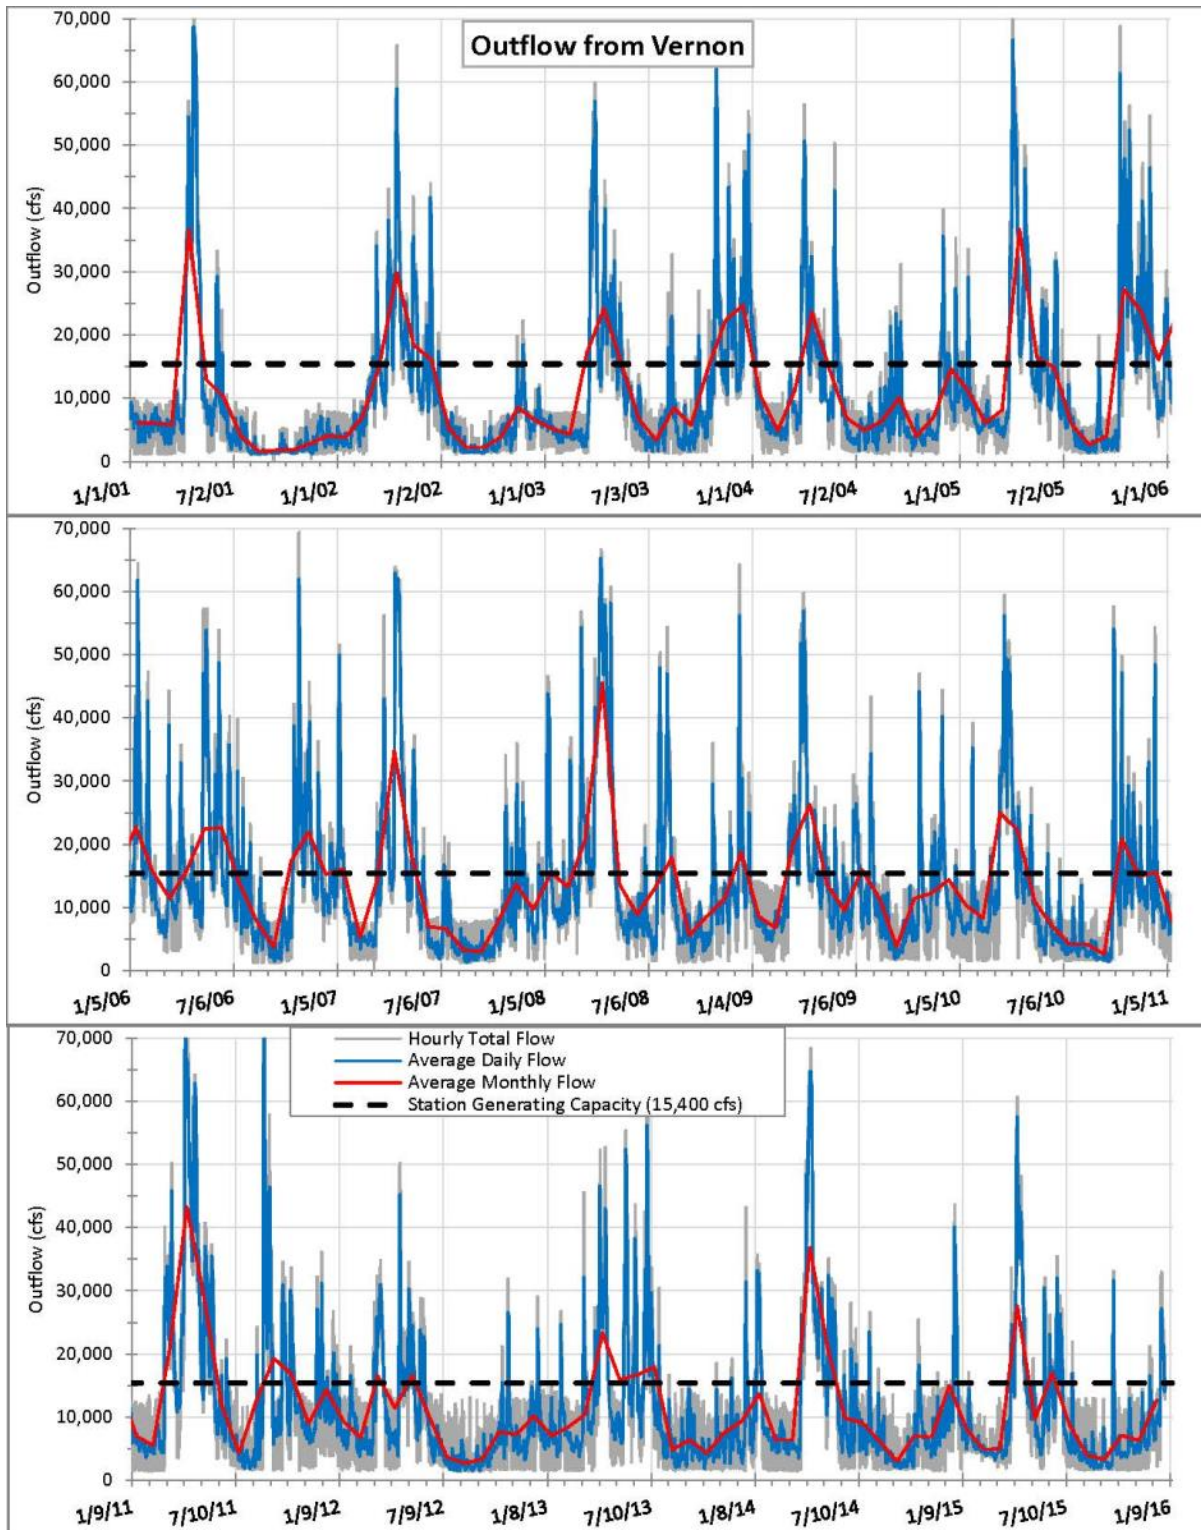 Outflow from Vernon
Outflow (cfs)
70,000
60,000
50,000
40,000
30,000
20,000
10,000
0
1/1/01 7/2/01 1/1/02 7/2/02 1/1/03 7/3/03 1/1/04 7/2/04 1/1/05 7/2/05 1/1/06
Outflow (cfs)
70,000
60,000
50,000
40,000
30,000
20,000
10,000
0
1/5/06 7/6/06 1/5/07 7/6/07 1/5/08 7/6/08 1/4/09 7/6/09 1/5/10 7/6/10 1/5/11
Hourly Total Flow
Average Daily Flow
Average Monthly Flow
Station Generating Capacity (15,400 cfs)
Outflow (cfs)
70,000
60,000
50,000
40,000
30,000
20,000
10,000
0
1/9/11 7/10/11 1/9/12 7/9/12 1/8/13 7/10/13 1/8/14 7/10/14 1/9/15 7/10/15 1/9/16